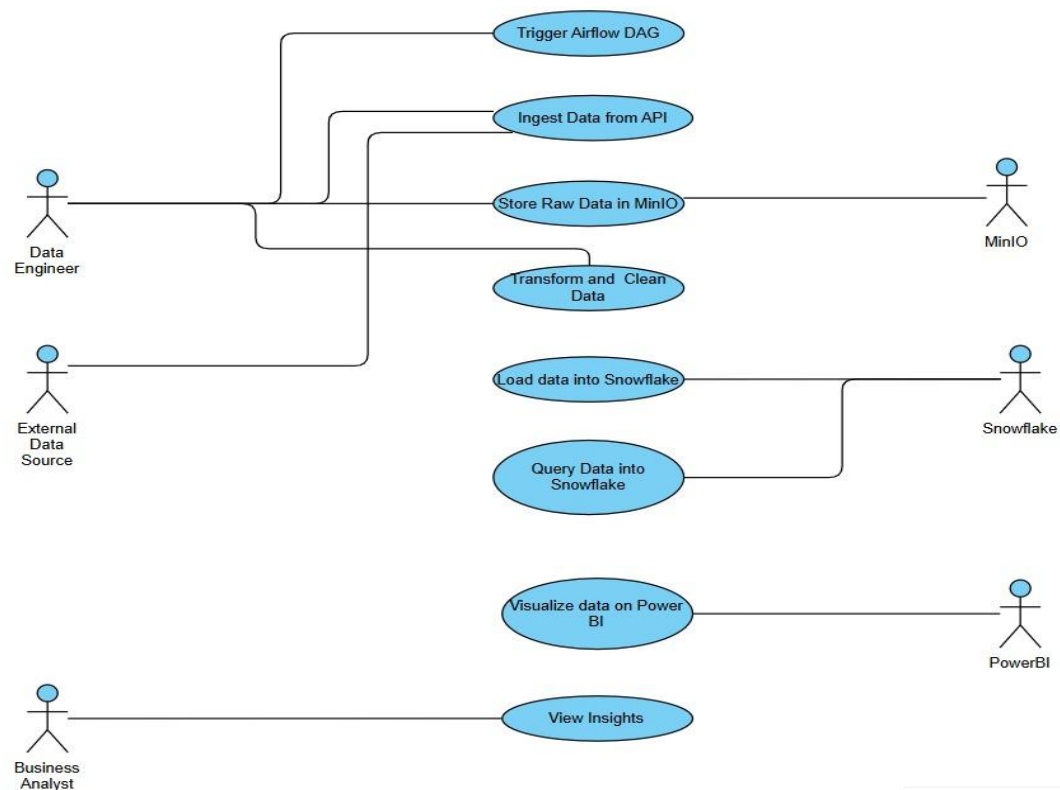 Trigger Airflow DAG
Ingest Data from API
Store Raw Data in MinIO
Data
Engineer
MinIO
Transform and Clean
Data
External
Data
Source
Load data into Snowflake
Snowflake
Query Data into
Snowflake
Visualize data on Power
BI
PowerBI
Business
Analyst
View Insights